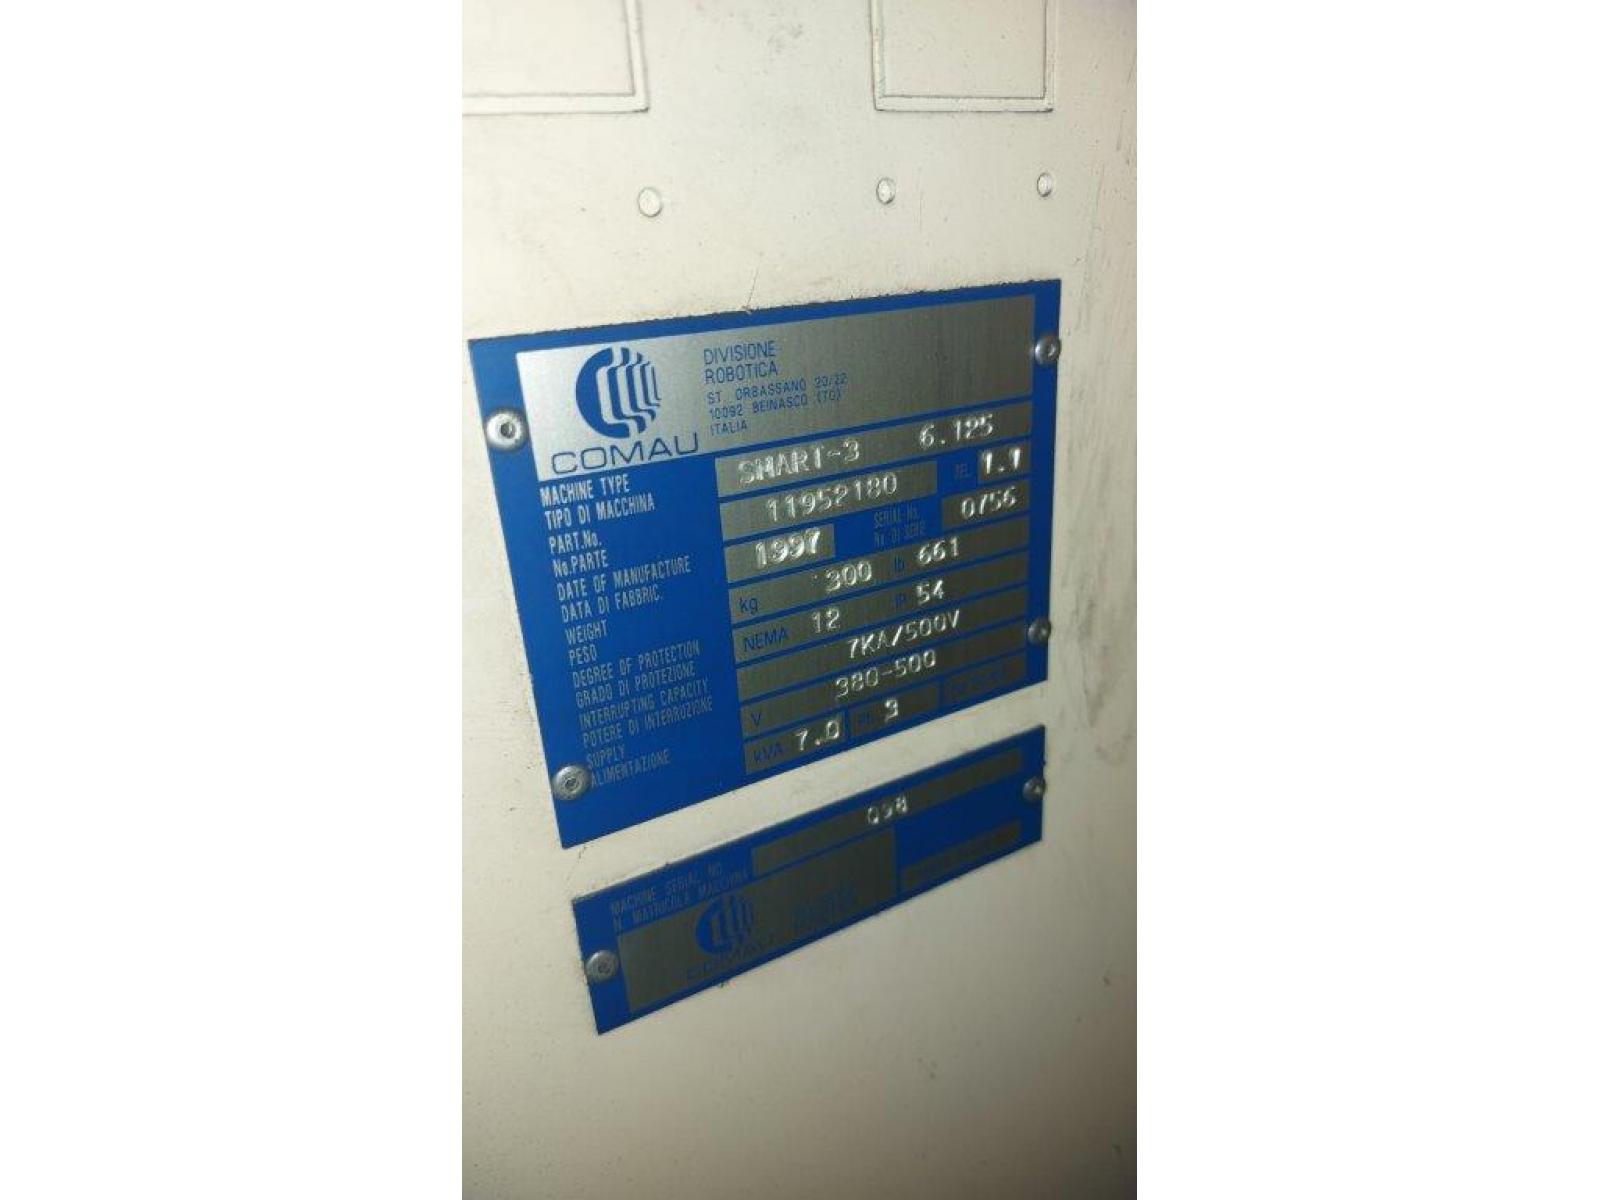 COMAU
DIVISIONE
ROBOTICA
ST. ORBASSANO 20/22
10092 BEINASCO (TO)
ITALIA
MACHINE TYPE
TIPO DI MACCHINA
SMART-3 6.125
PART.No.
No.PARTE
11952180
REL. 1.1
DATE OF MANUFACTURE
DATA DI FABBRIC.
1997
SERIAL No.
No. DI SERIE
0756
WEIGHT
PESO
kg 300 lb 661
DEGREE OF PROTECTION
GRADO DI PROTEZIONE
NEMA 12 IP 54
INTERRUPTING CAPACITY
POTERE DI INTERRUZIONE
7KA/500V
SUPPLY
ALIMENTAZIONE
V 380-500
kVA 7.0 PH. 3
MACHINE SERIAL NO.
N. MATRICOLA MACCHINA
COMAU